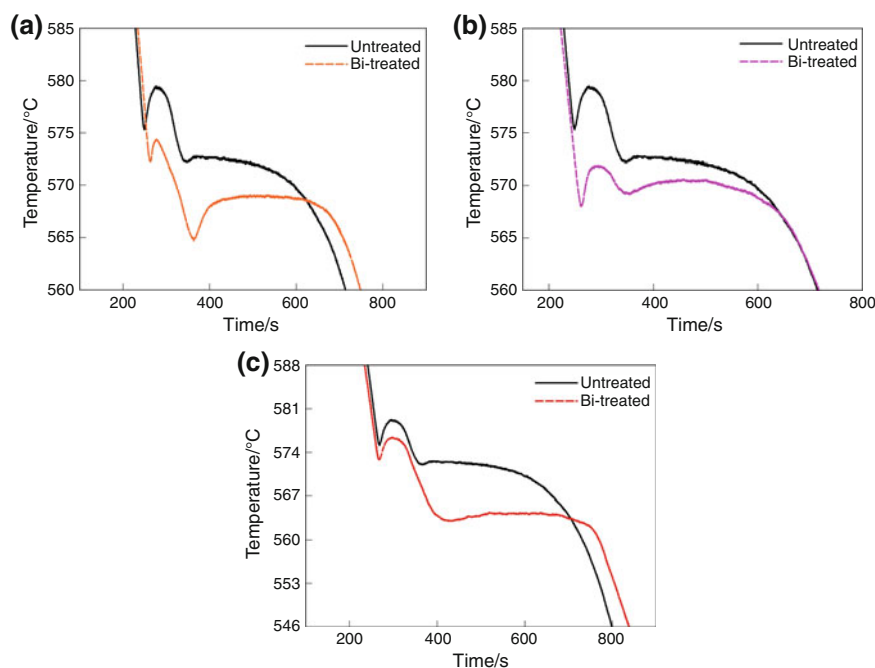 (a)
Untreated
Bi-treated
Temperature/°C
585
580
575
570
565
560
200 400 600 800
Time/s
(b)
Untreated
Bi-treated
Temperature/°C
585
580
575
570
565
560
200 400 600 800
Time/s
(c)
Untreated
Bi-treated
Temperature/°C
588
581
574
567
560
553
546
200 400 600 800
Time/s